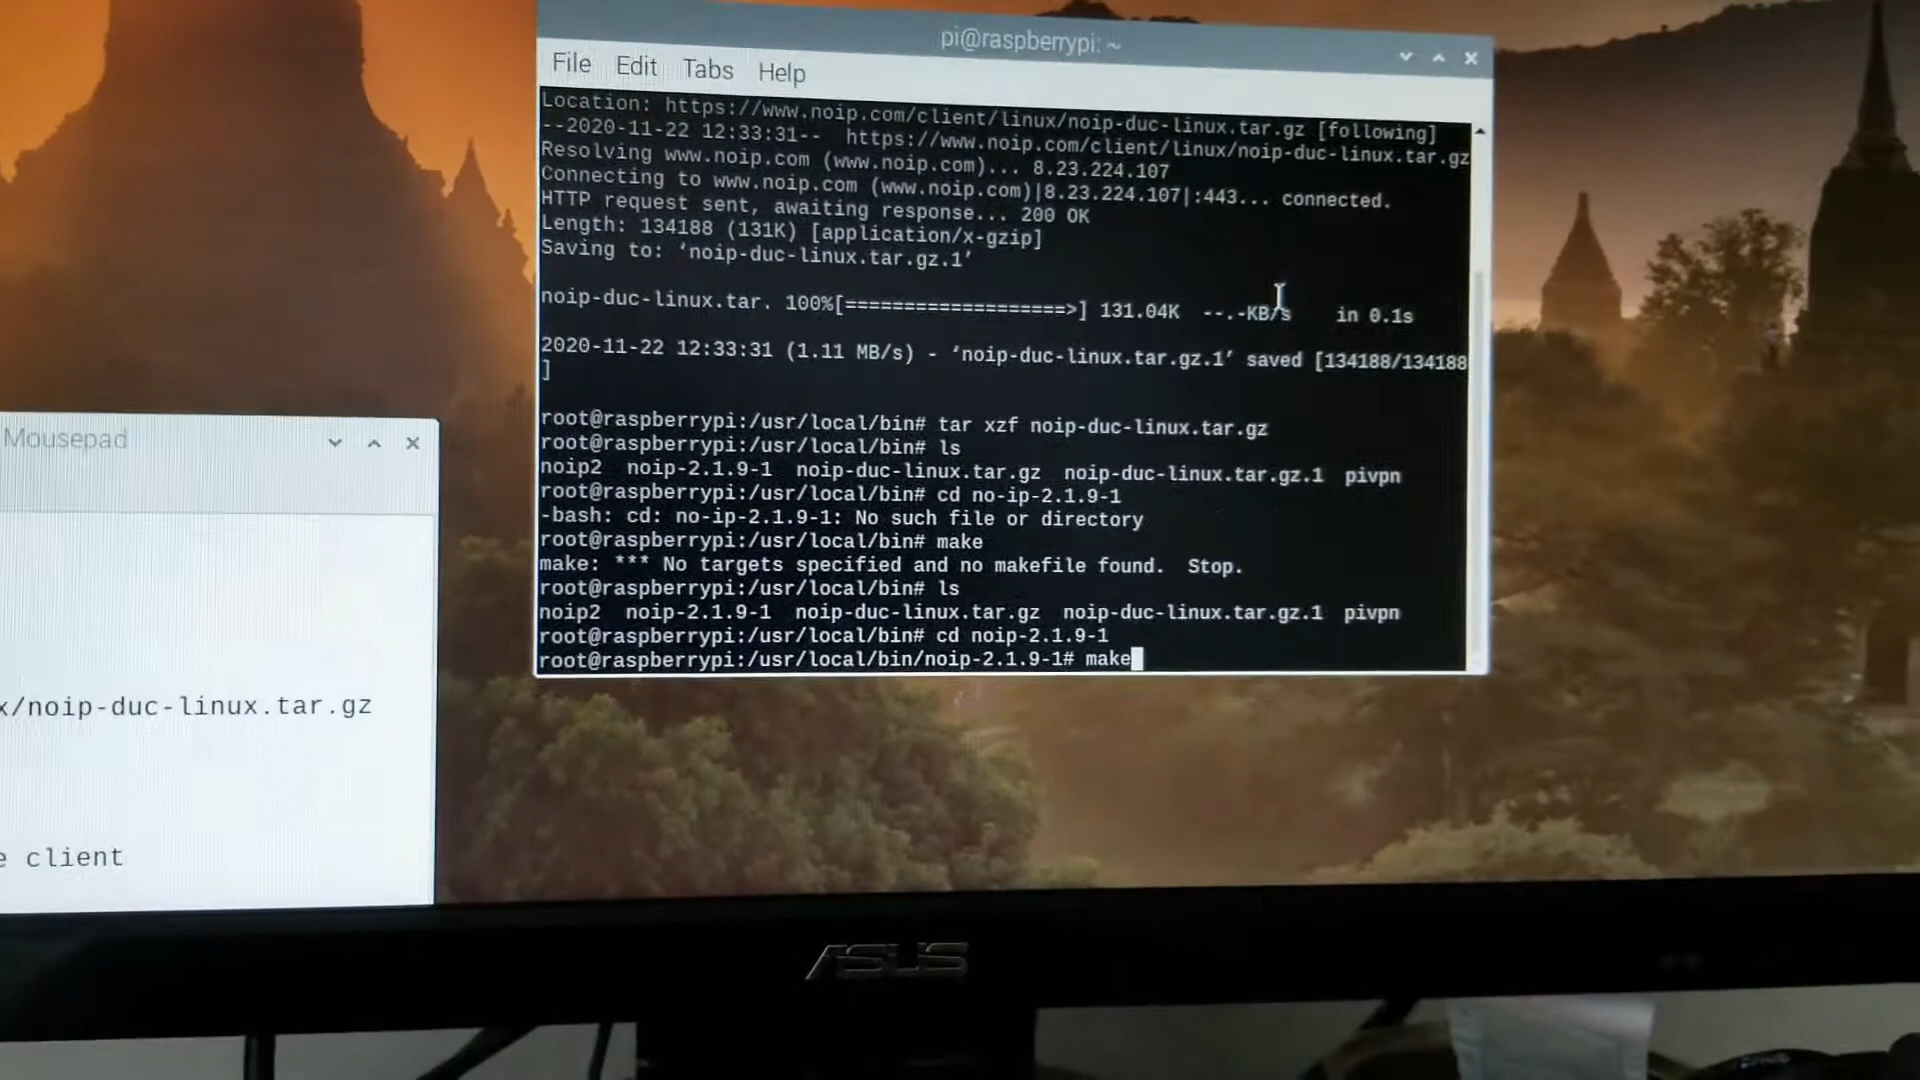 pi@raspberrypi: ~
File Edit Tabs Help
Location: https://www.noip.com/client/linux/noip-duc-linux.tar.gz [following]
--2020-11-22 12:33:31--  https://www.noip.com/client/linux/noip-duc-linux.tar.gz
Resolving www.noip.com (www.noip.com)... 8.23.224.107
Connecting to www.noip.com (www.noip.com)|8.23.224.107|:443... connected.
HTTP request sent, awaiting response... 200 OK
Length: 134188 (131K) [application/x-gzip]
Saving to: ‘noip-duc-linux.tar.gz.1’
noip-duc-linux.tar. 100%[===================>] 131.04K  --.-KB/s    in 0.1s
2020-11-22 12:33:31 (1.11 MB/s) - ‘noip-duc-linux.tar.gz.1’ saved [134188/134188
]
root@raspberrypi:/usr/local/bin# tar xzf noip-duc-linux.tar.gz
root@raspberrypi:/usr/local/bin# ls
noip2  noip-2.1.9-1  noip-duc-linux.tar.gz  noip-duc-linux.tar.gz.1  pivpn
root@raspberrypi:/usr/local/bin# cd no-ip-2.1.9-1
-bash: cd: no-ip-2.1.9-1: No such file or directory
root@raspberrypi:/usr/local/bin# make
make: *** No targets specified and no makefile found.  Stop.
root@raspberrypi:/usr/local/bin# ls
noip2  noip-2.1.9-1  noip-duc-linux.tar.gz  noip-duc-linux.tar.gz.1  pivpn
root@raspberrypi:/usr/local/bin# cd noip-2.1.9-1
root@raspberrypi:/usr/local/bin/noip-2.1.9-1# make
Mousepad
x/noip-duc-linux.tar.gz
e client
ASUS